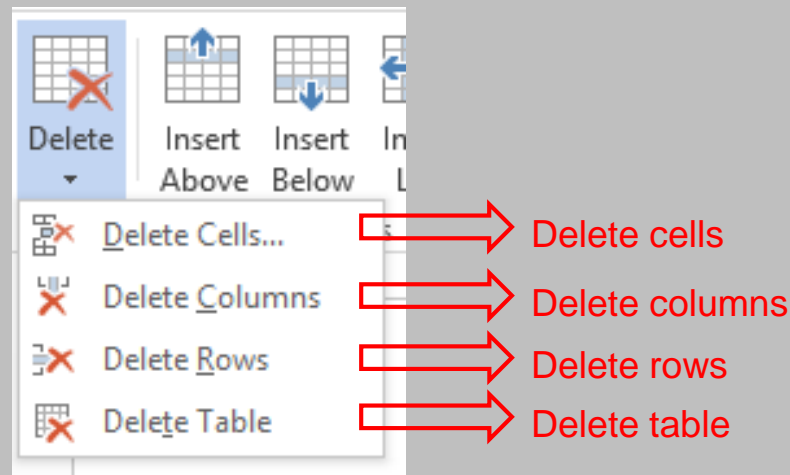 Delete
Insert
Above
Insert
Below
Delete Cells...
Delete Columns
Delete Rows
Delete Table
Delete cells
Delete columns
Delete rows
Delete table